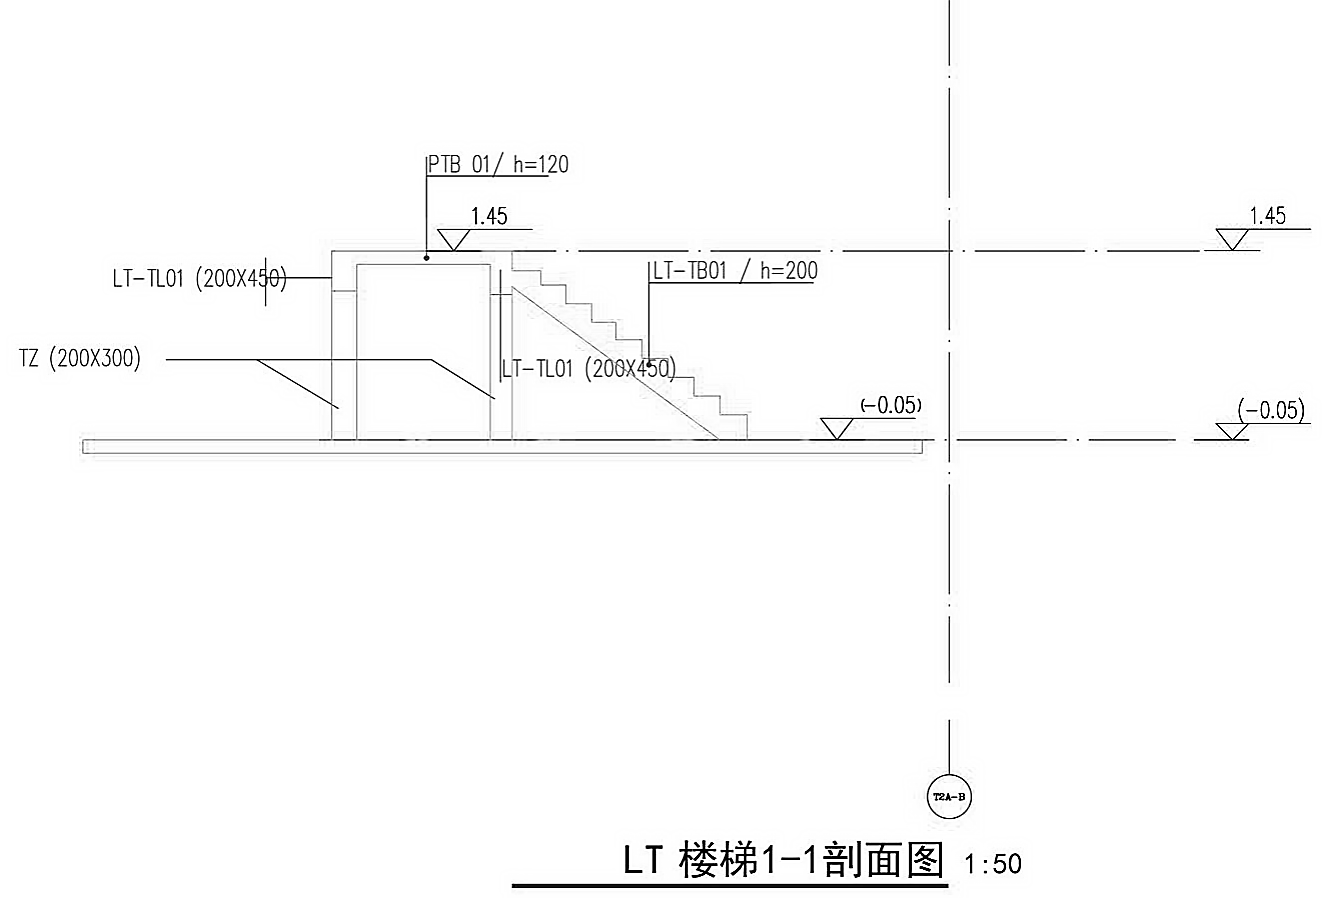 PTB 01/ h=120
1.45
1.45
LT-TL01 (200X450)
LT-TB01 / h=200
TZ (200X300)
LT-TL01 (200X450)
(-0.05)
(-0.05)
T2A-B
LT 楼梯1-1剖面图 1:50